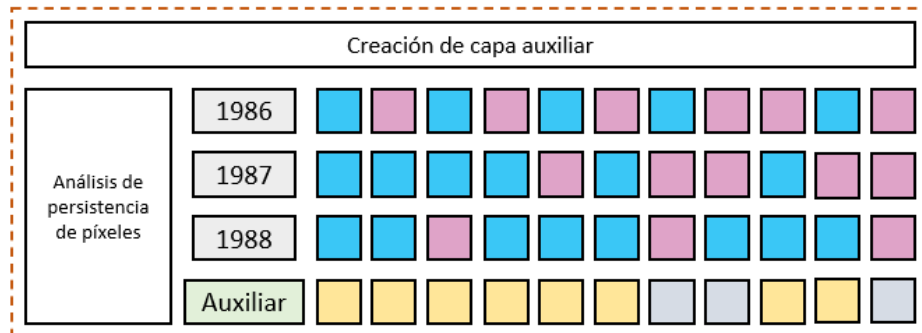 Creación de capa auxiliar
Análisis de
persistencia
de píxeles
1986
1987
1988
Auxiliar